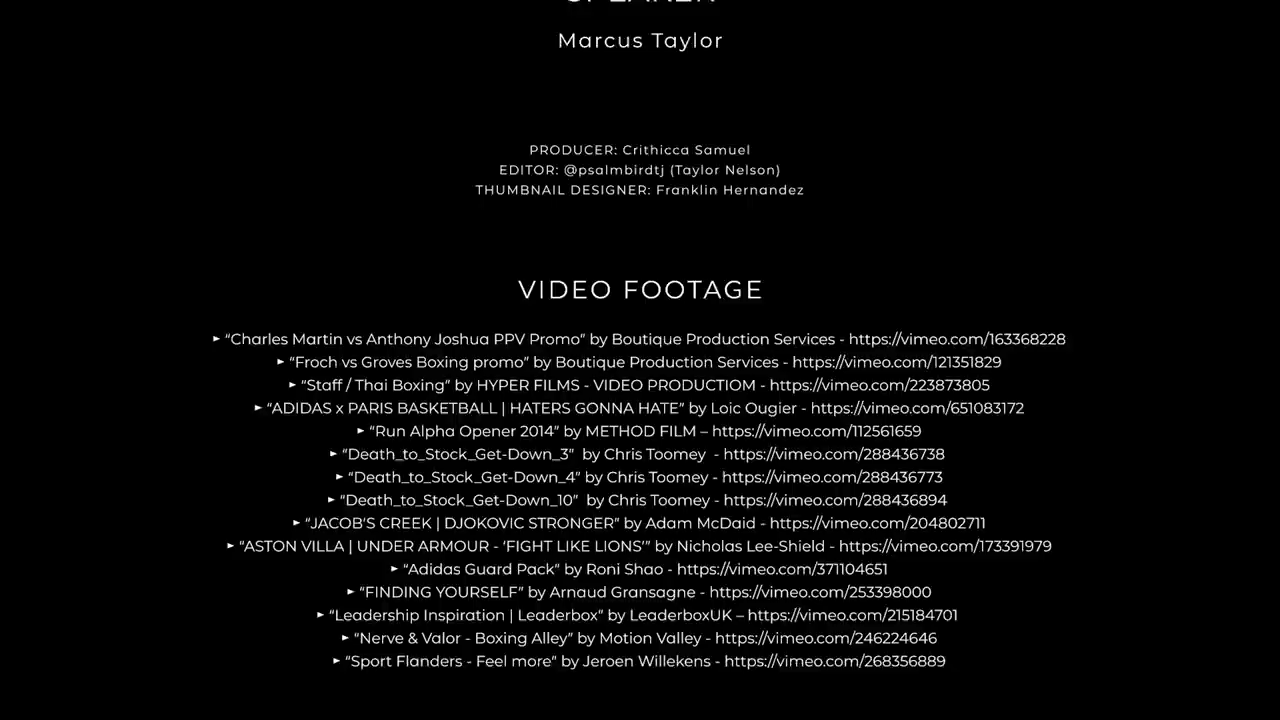 SPEAKER
Marcus Taylor
PRODUCER: Crithicca Samuel
EDITOR: @psalmbirdtj (Taylor Nelson)
THUMBNAIL DESIGNER: Franklin Hernandez
VIDEO FOOTAGE
► “Charles Martin vs Anthony Joshua PPV Promo” by Boutique Production Services - https://vimeo.com/163368228
► “Froch vs Groves Boxing promo” by Boutique Production Services - https://vimeo.com/121351829
► “Staff / Thai Boxing” by HYPER FILMS - VIDEO PRODUCTIOM - https://vimeo.com/223873805
► “ADIDAS x PARIS BASKETBALL | HATERS GONNA HATE” by Loic Ougier - https://vimeo.com/651083172
► “Run Alpha Opener 2014” by METHOD FILM – https://vimeo.com/112561659
► “Death_to_Stock_Get-Down_3” by Chris Toomey - https://vimeo.com/288436738
► “Death_to_Stock_Get-Down_4” by Chris Toomey - https://vimeo.com/288436773
► “Death_to_Stock_Get-Down_10” by Chris Toomey - https://vimeo.com/288436894
► “JACOB’S CREEK | DJOKOVIC STRONGER” by Adam McDaid - https://vimeo.com/204802711
► “ASTON VILLA | UNDER ARMOUR - ‘FIGHT LIKE LIONS’” by Nicholas Lee-Shield - https://vimeo.com/173391979
► “Adidas Guard Pack” by Roni Shao - https://vimeo.com/371104651
► “FINDING YOURSELF” by Arnaud Gransagne - https://vimeo.com/253398000
► “Leadership Inspiration | Leaderbox” by LeaderboxUK – https://vimeo.com/215184701
► “Nerve & Valor - Boxing Alley” by Motion Valley - https://vimeo.com/246224646
► “Sport Flanders - Feel more” by Jeroen Willekens - https://vimeo.com/268356889